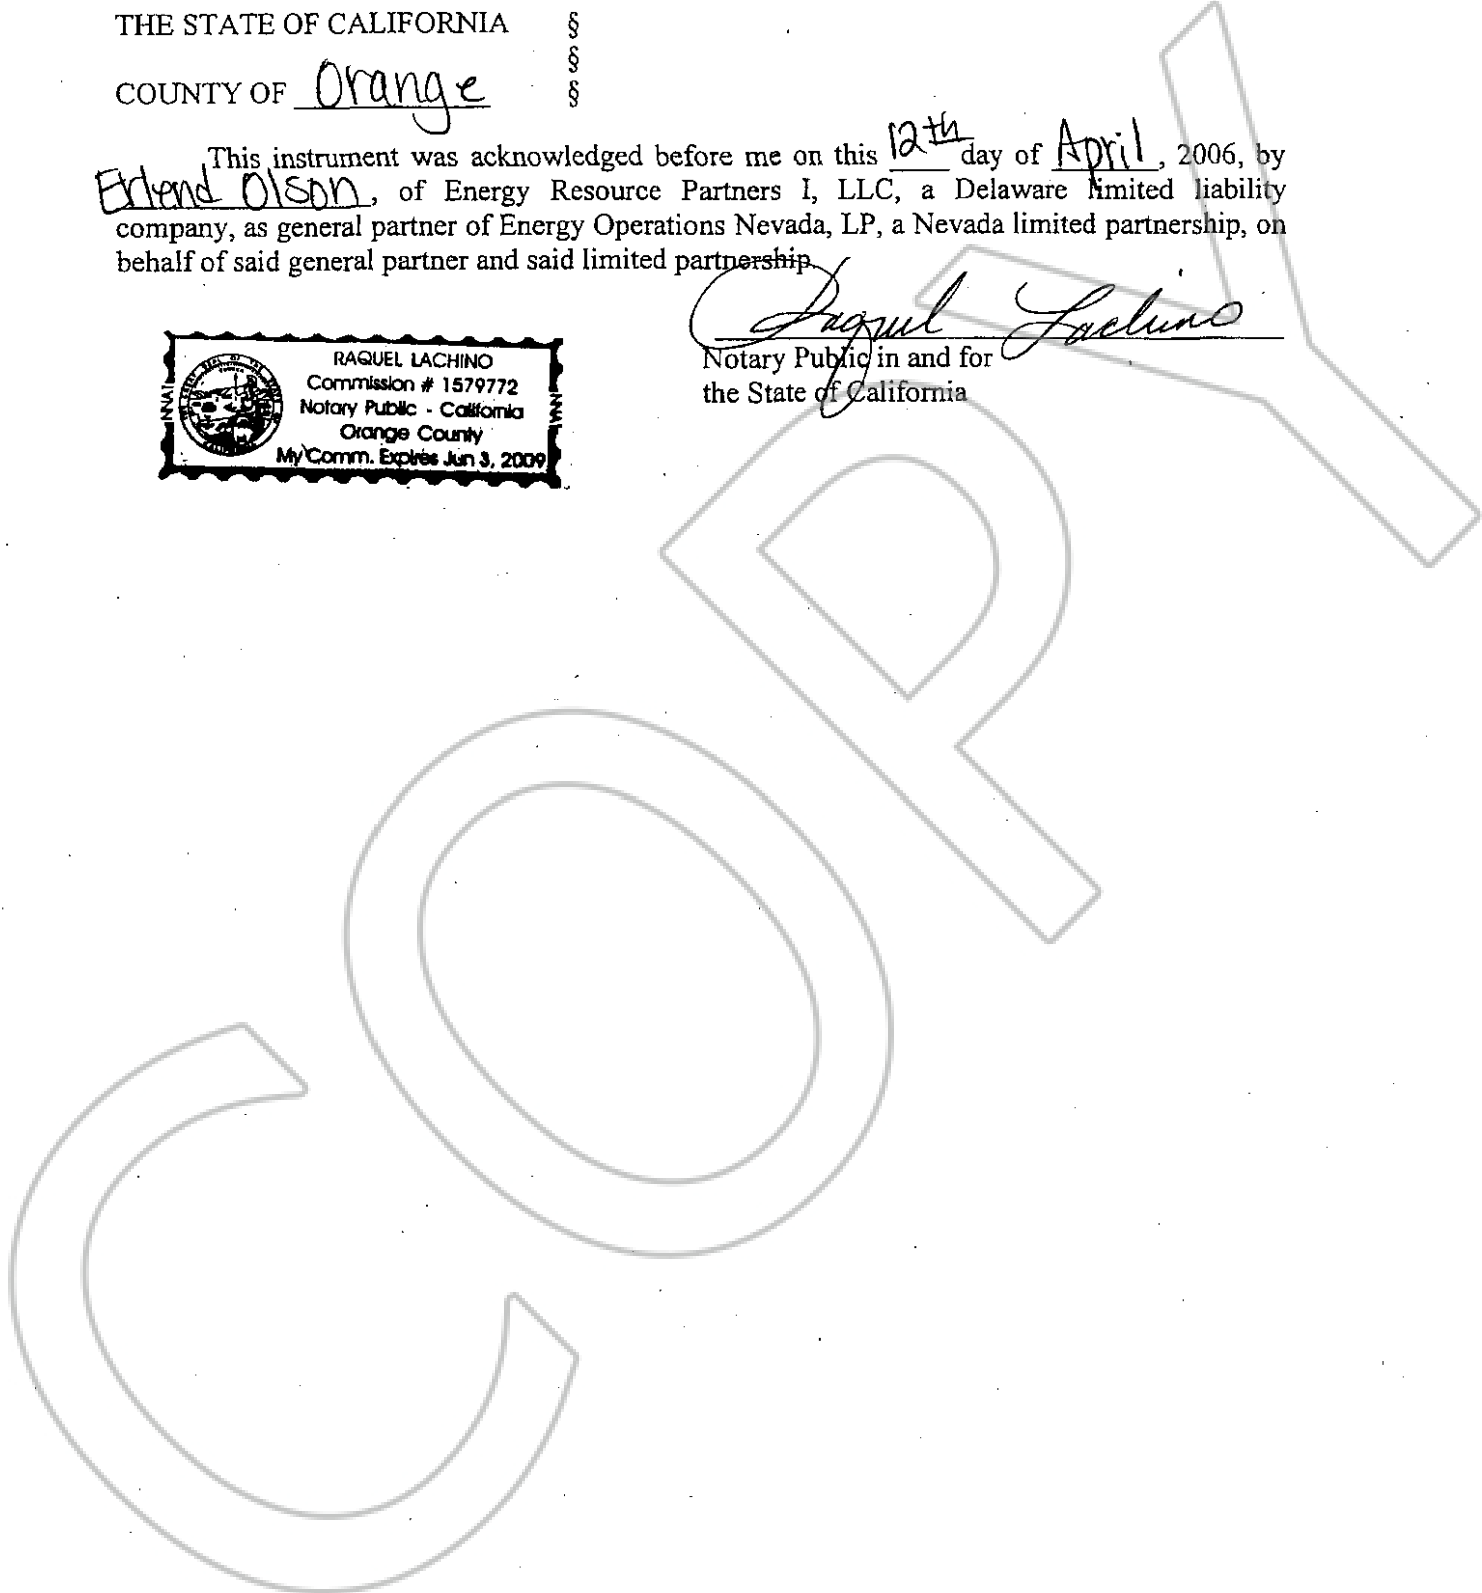 THE STATE OF CALIFORNIA §
§
COUNTY OF Orange §
This instrument was acknowledged before me on this 12th day of April, 2006, by
Erlend Olson, of Energy Resource Partners I, LLC, a Delaware limited liability
company, as general partner of Energy Operations Nevada, LP, a Nevada limited partnership, on
behalf of said general partner and said limited partnership.
Raquel Lachino
Notary Public in and for
the State of California
RAQUEL LACHINO
Commission # 1579772
Notary Public - California
Orange County
My Comm. Expires Jun 3, 2009
COPY